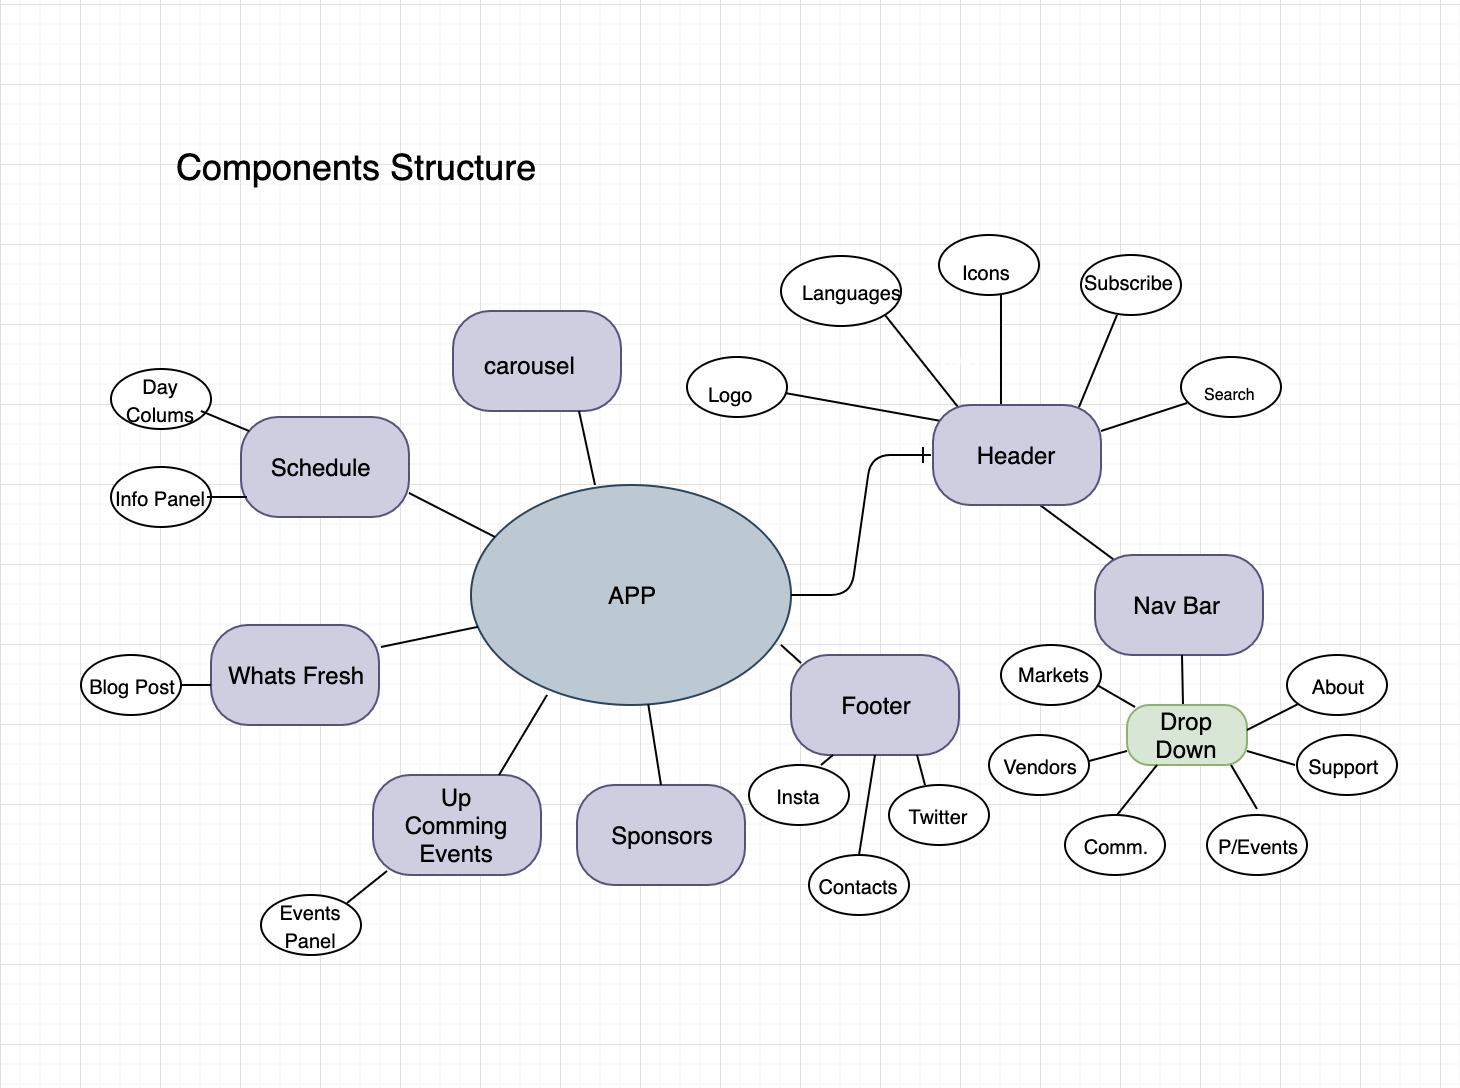 Components Structure
Icons
Subscribe
Languages
carousel
Day
Colums
Logo
Search
Schedule
Header
Info Panel
APP
Nav Bar
Whats Fresh
Blog Post
Markets
About
Footer
Drop
Down
Vendors
Support
Up
Comming
Events
Sponsors
Insta
Twitter
Comm.
P/Events
Contacts
Events
Panel